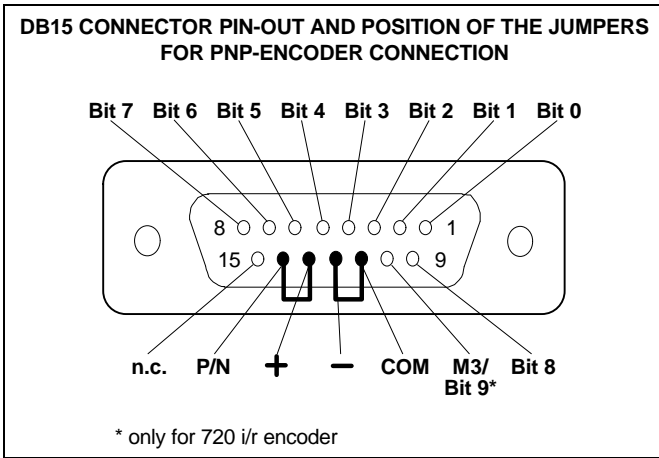 DB15 CONNECTOR PIN-OUT AND POSITION OF THE JUMPERS
FOR PNP-ENCODER CONNECTION
Bit 7 Bit 6 Bit 5 Bit 4 Bit 3 Bit 2 Bit 1 Bit 0
8 1
15 9
n.c. P/N + − COM M3/ Bit 8
Bit 9*
* only for 720 i/r encoder